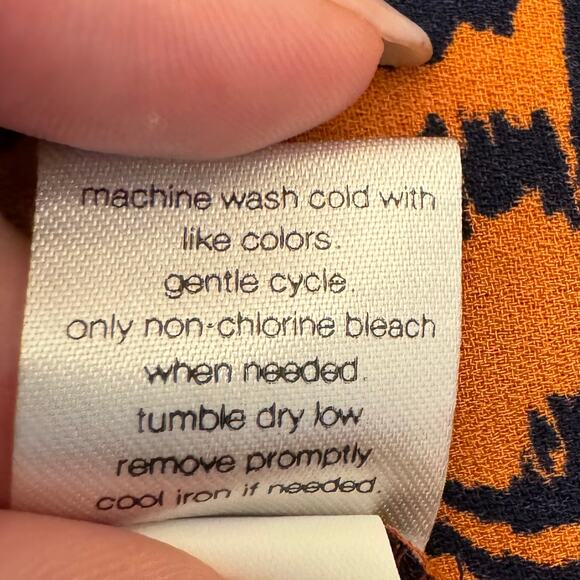 machine wash cold with
like colors.
gentle cycle.
only non-chlorine bleach
when needed.
tumble dry low
remove promptly
cool iron if needed.